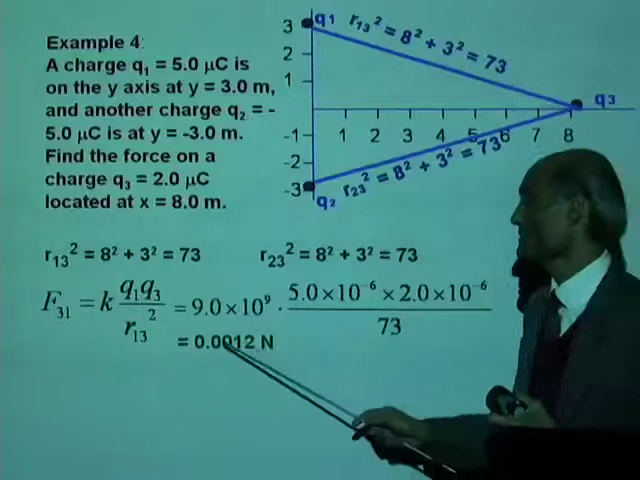 Example 4:
A charge q₁ = 5.0 μC is
on the y axis at y = 3.0 m,
and another charge q₂ = -
5.0 μC is at y = -3.0 m.
Find the force on a
charge q₃ = 2.0 μC
located at x = 8.0 m.
3
2
1
-1
-2
-3
1 2 3 4 5 6 7 8
q1
q2
q3
r₁₃² = 8² + 3² = 73
r₂₃² = 8² + 3² = 73
r₁₃² = 8² + 3² = 73
r₂₃² = 8² + 3² = 73
F₃₁ = k q₁q₃ / r₁₃² = 9.0×10⁹ · 5.0×10⁻⁶ × 2.0×10⁻⁶ / 73
= 0.0012 N